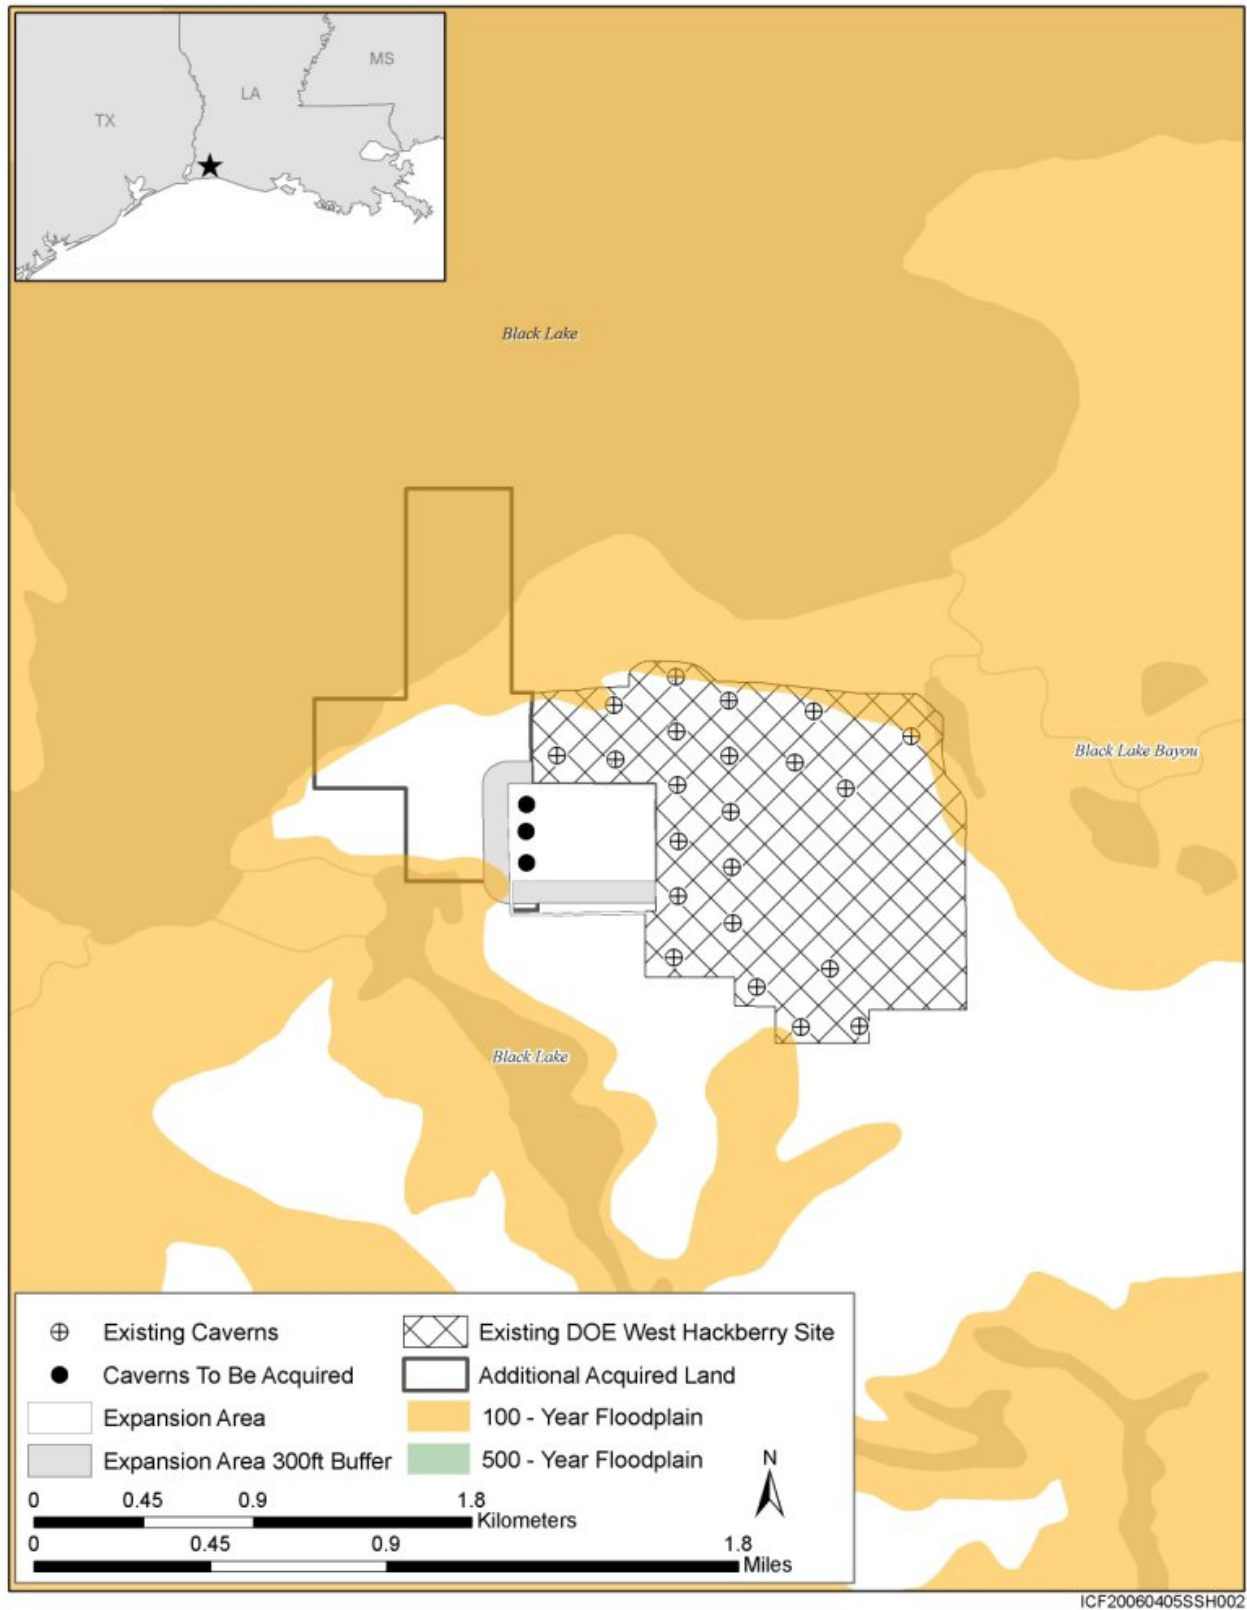 TX
LA
MS
Black Lake
Black Lake Bayou
Black Lake
Existing Caverns
Existing DOE West Hackberry Site
Caverns To Be Acquired
Additional Acquired Land
Expansion Area
100 - Year Floodplain
Expansion Area 300ft Buffer
500 - Year Floodplain
N
0 0.45 0.9 1.8
Kilometers
0 0.45 0.9 1.8
Miles
ICF20060405SSH002